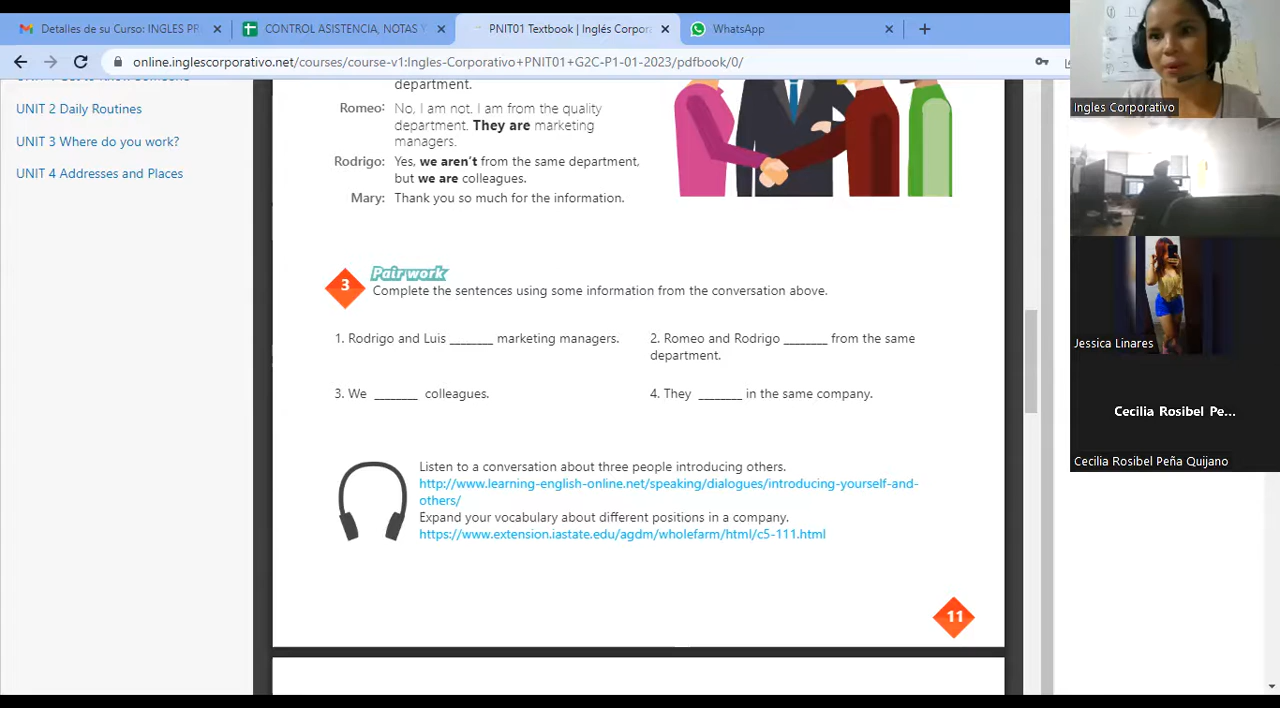 Detalles de su Curso: INGLES PR
CONTROL ASISTENCIA, NOTAS Y
PNIT01 Textbook | Inglés Corpora
WhatsApp
online.inglescorporativo.net/courses/course-v1:Ingles-Corporativo+PNIT01+G2C-P1-01-2023/pdfbook/0/
UNIT 2 Daily Routines
UNIT 3 Where do you work?
UNIT 4 Addresses and Places
department.
Romeo: No, I am not. I am from the quality
department. They are marketing
managers.
Rodrigo: Yes, we aren't from the same department,
but we are colleagues.
Mary: Thank you so much for the information.
3
Pair work
Complete the sentences using some information from the conversation above.
1. Rodrigo and Luis ________ marketing managers.
2. Romeo and Rodrigo ________ from the same
department.
3. We ________ colleagues.
4. They ________ in the same company.
Listen to a conversation about three people introducing others.
http://www.learning-english-online.net/speaking/dialogues/introducing-yourself-and-
others/
Expand your vocabulary about different positions in a company.
https://www.extension.iastate.edu/agdm/wholefarm/html/c5-111.html
11
Ingles Corporativo
Jessica Linares
Cecilia Rosibel Pe...
Cecilia Rosibel Peña Quijano